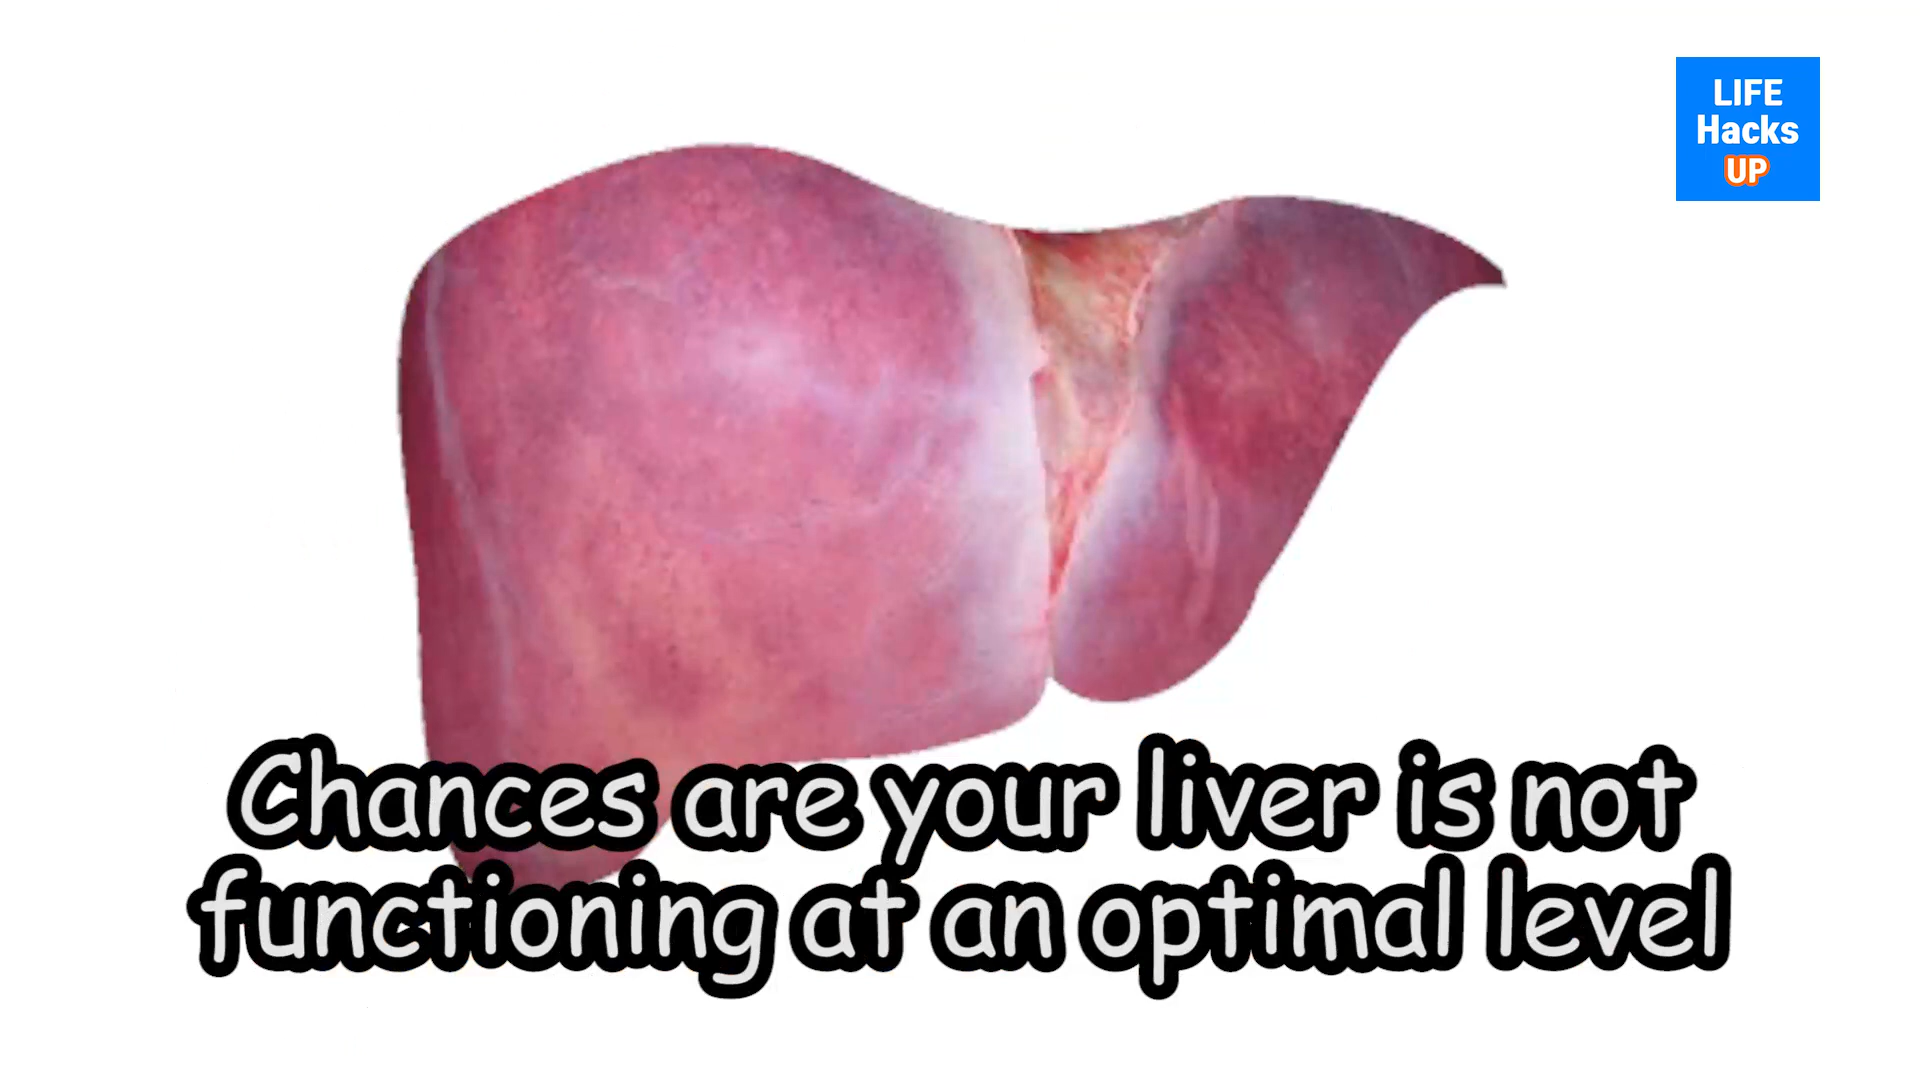 LIFE
Hacks
UP
Chances are your liver is not
functioning at an optimal level